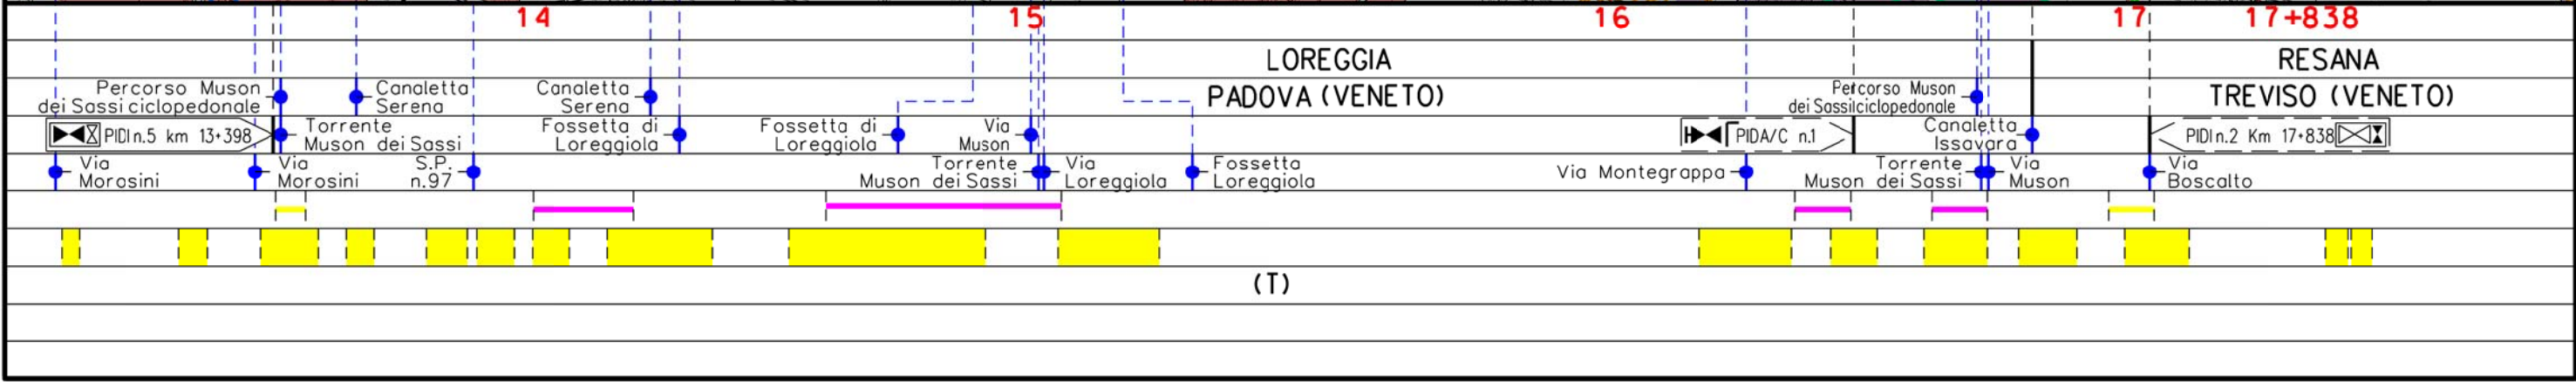 14 15 16 17 17+838
LOREGGIA RESANA
Percorso Muson
dei Sassi ciclopedonale
Canaletta
Serena
Canaletta
Serena
PADOVA (VENETO)
Percorso Muson
dei Sassi ciclopedonale
TREVISO (VENETO)
PIDI n.5 km 13+398
Torrente
Muson dei Sassi
Fossetta di
Loreggiola
Fossetta di
Loreggiola
Via
Muson
PIDA/C n.1
Canaletta
Issavara
PIDI n.2 Km 17+838
Via
Morosini
Via
Morosini
S.P.
n.97
Torrente
Muson dei Sassi
Via
Loreggiola
Fossetta
Loreggiola
Via Montegrappa
Torrente
Muson dei Sassi
Via
Muson
Via
Boscalto
(T)